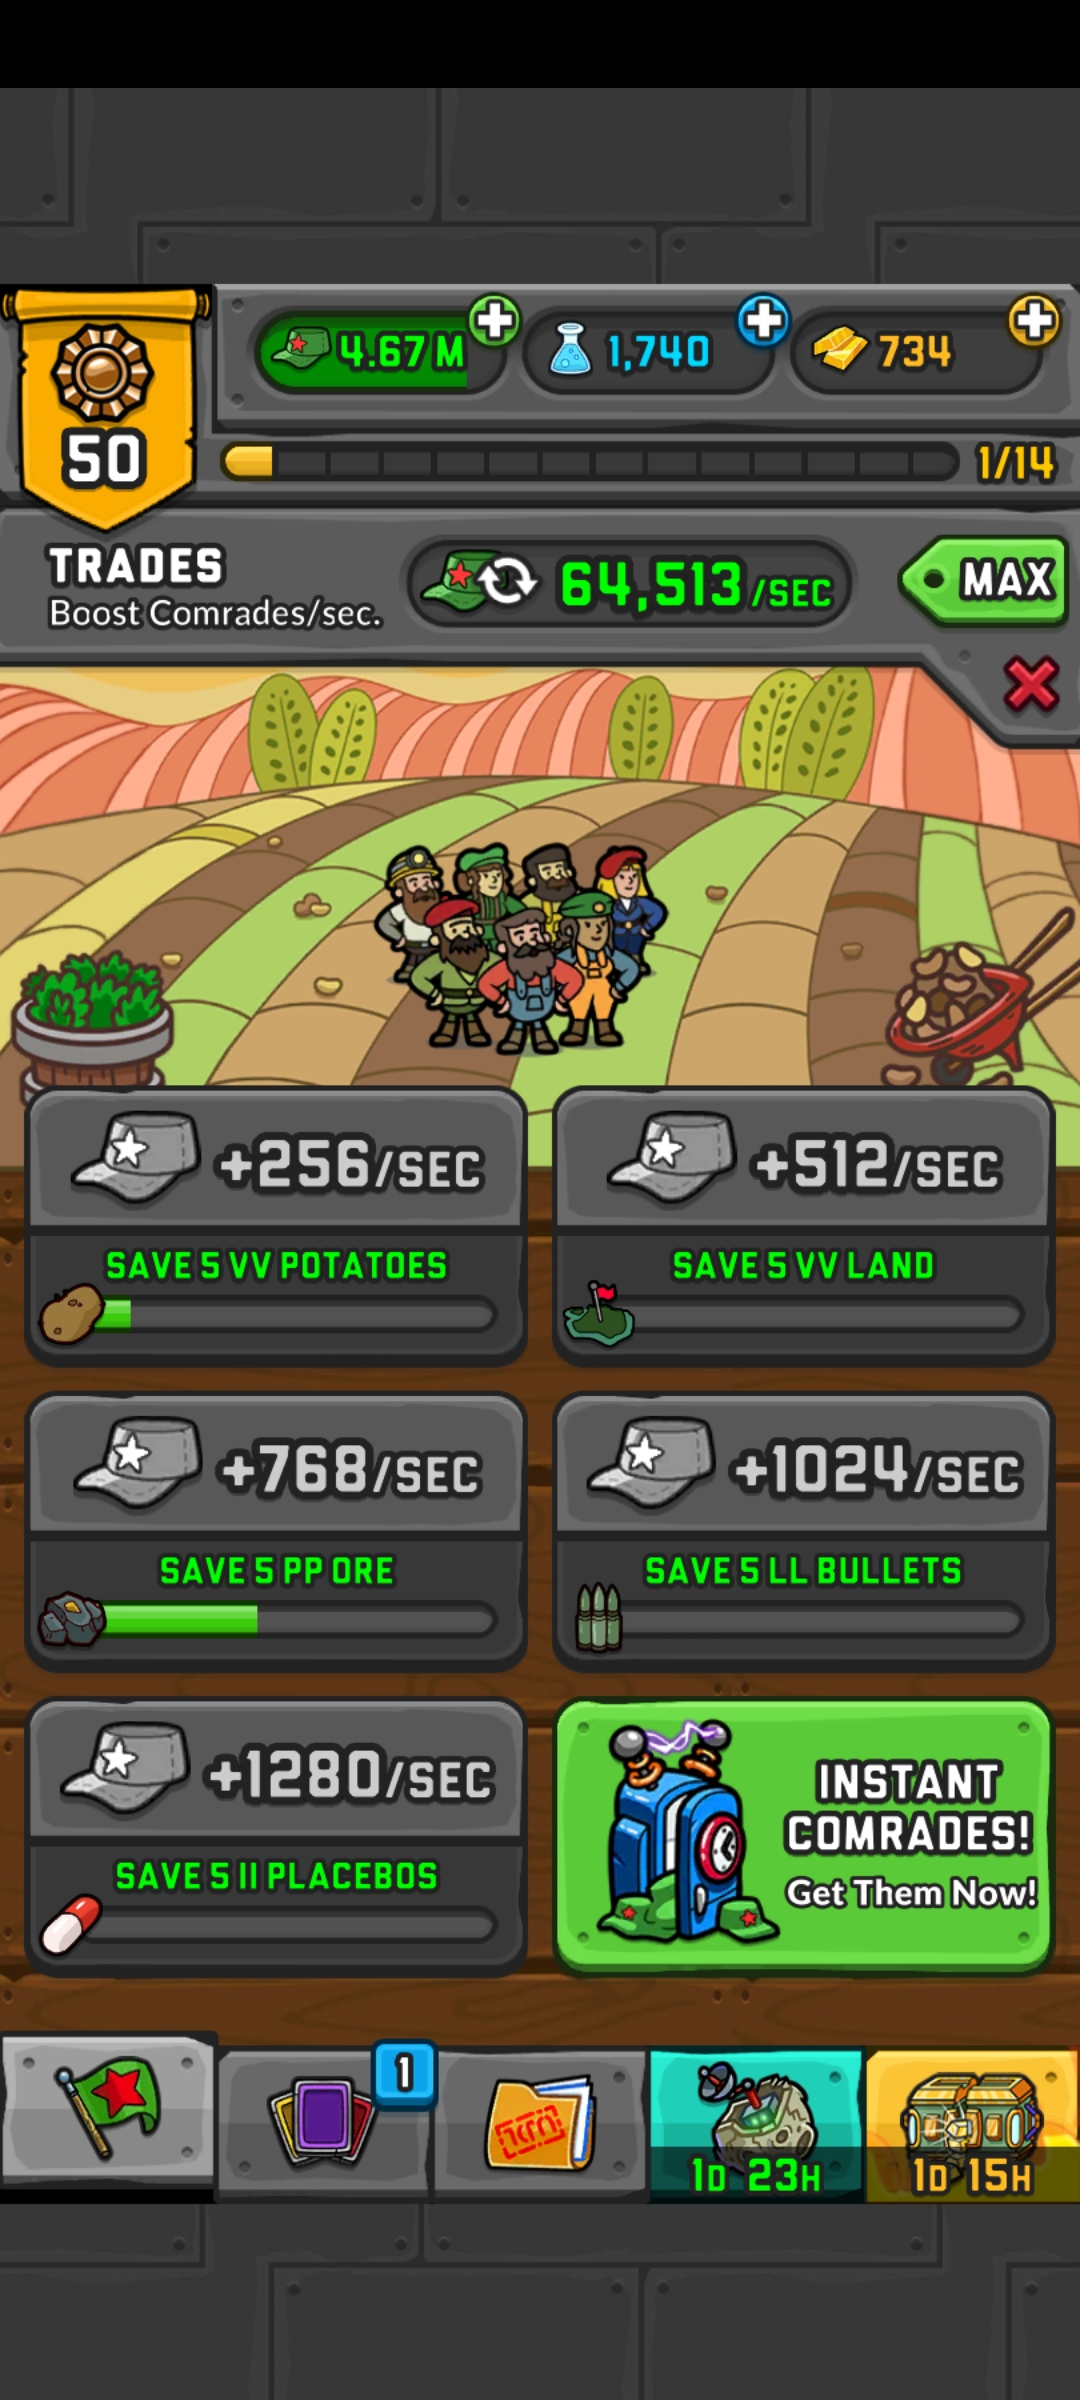 4.67M
1,740
734
50
1/14
TRADES
Boost Comrades/sec.
64,513/SEC
MAX
+256/SEC
+512/SEC
SAVE 5 VV POTATOES
SAVE 5 VV LAND
+768/SEC
+1024/SEC
SAVE 5 PP ORE
SAVE 5 LL BULLETS
+1280/SEC
INSTANT
COMRADES!
Get Them Now!
SAVE 5 II PLACEBOS
1
1D 23H
1D 15H